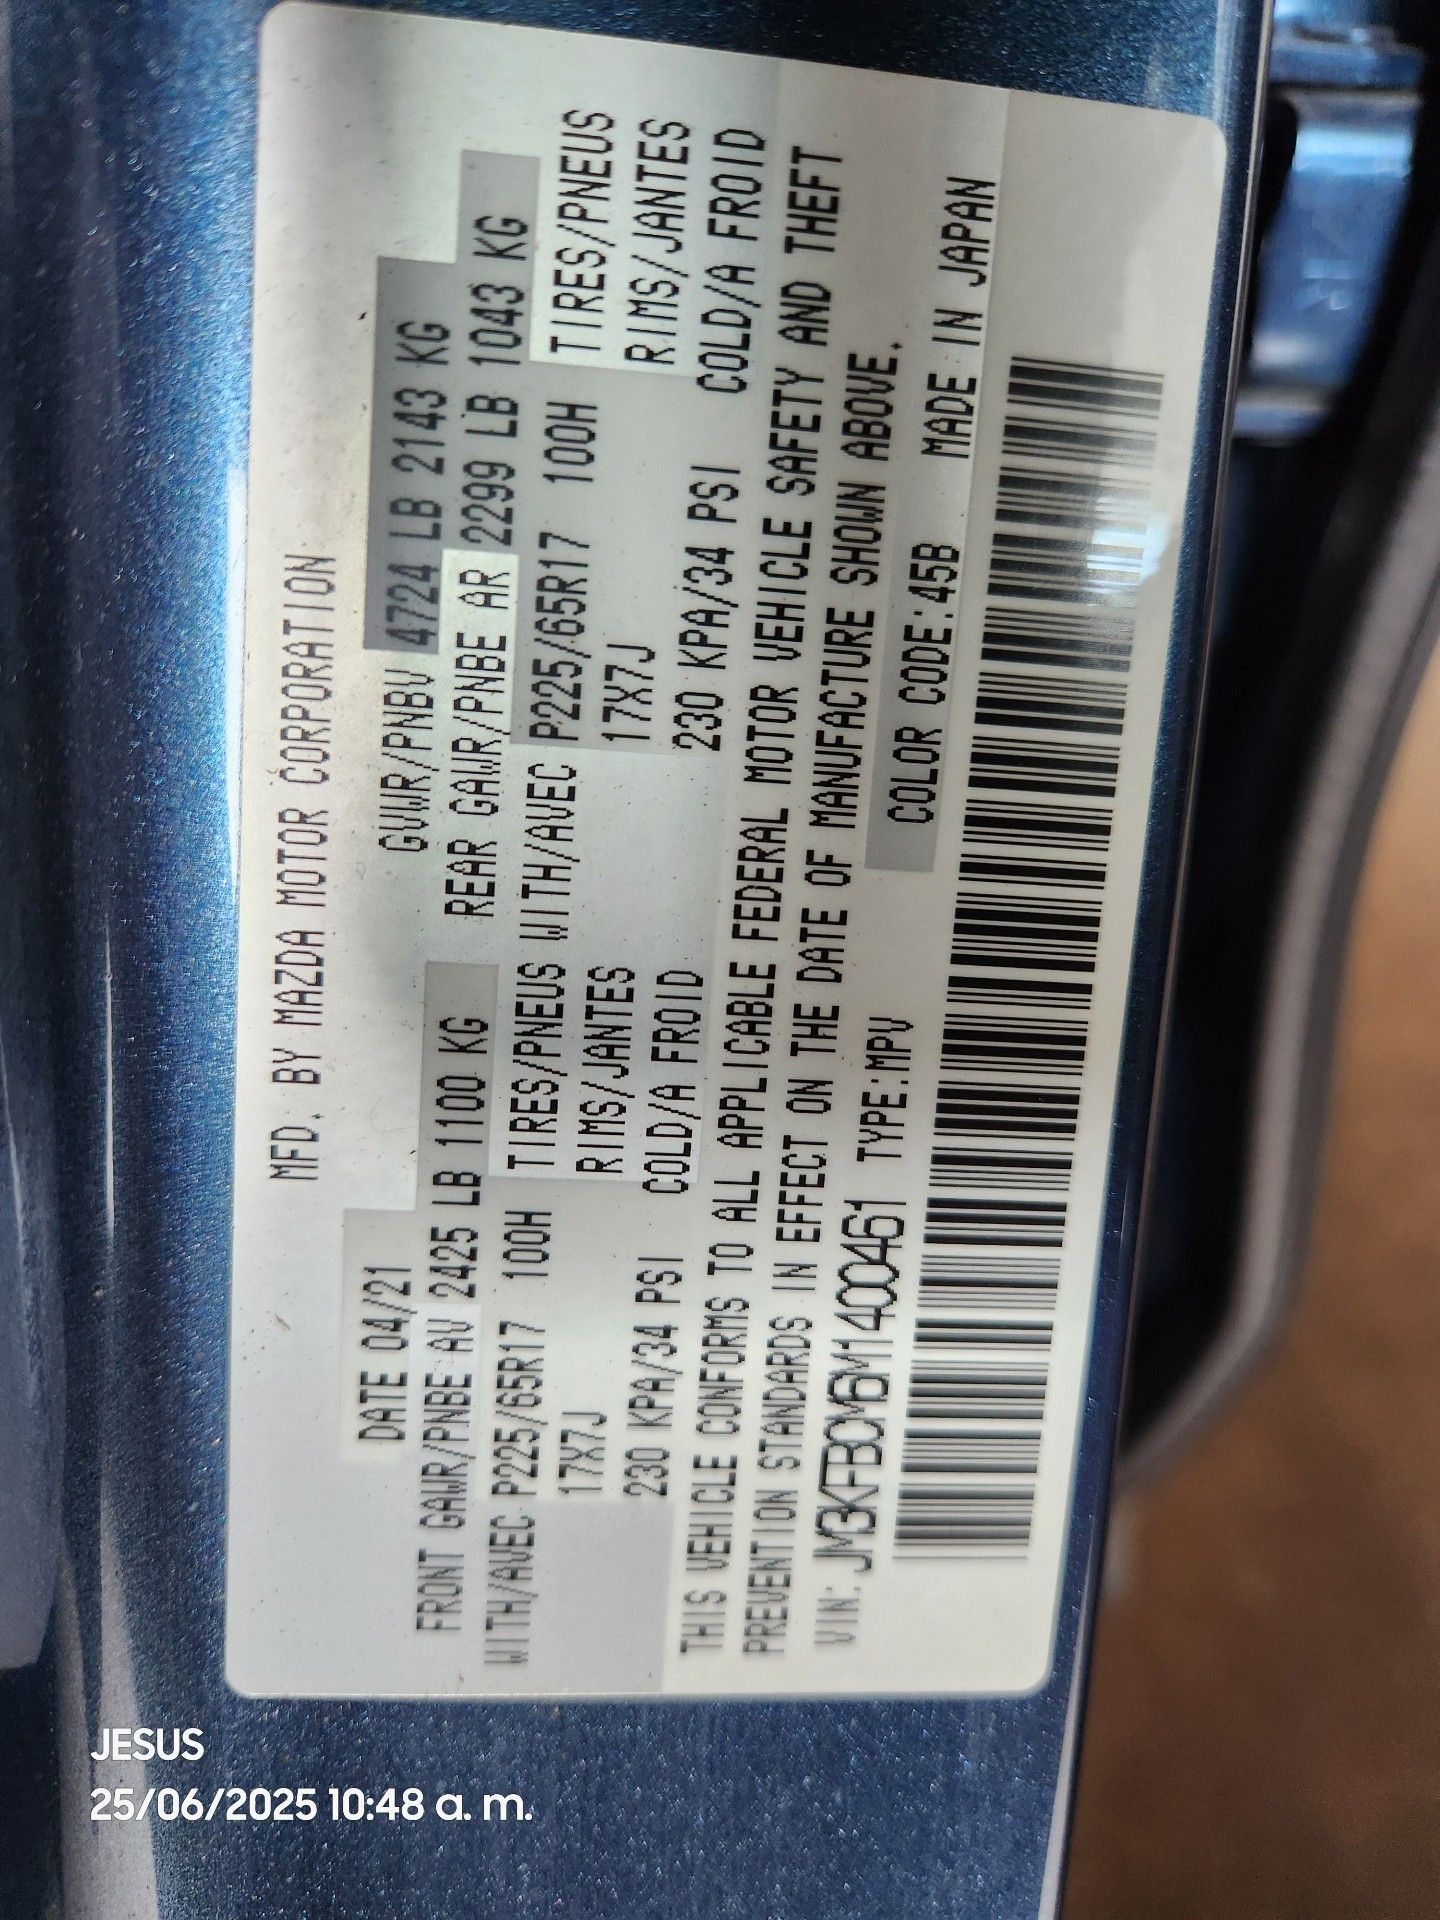 MFD. BY MAZDA MOTOR CORPORATION
DATE 04/21 GVWR/PNBV 4724 LB 2143 KG
FRONT GAWR/PNBE AV 2425 LB 1100 KG REAR GAWR/PNBE AR 2299 LB 1043 KG
WITH/AVEC P225/65R17 100H TIRES/PNEUS WITH/AVEC P225/65R17 100H TIRES/PNEUS
17X7J RIMS/JANTES 17X7J RIMS/JANTES
230 KPA/34 PSI COLD/A FROID 230 KPA/34 PSI COLD/A FROID
THIS VEHICLE CONFORMS TO ALL APPLICABLE FEDERAL MOTOR VEHICLE SAFETY AND THEFT
PREVENTION STANDARDS IN EFFECT ON THE DATE OF MANUFACTURE SHOWN ABOVE.
VIN: JM3KFBCM6M1400461 TYPE:MPV COLOR CODE:45B MADE IN JAPAN
JESUS
25/06/2025 10:48 a. m.